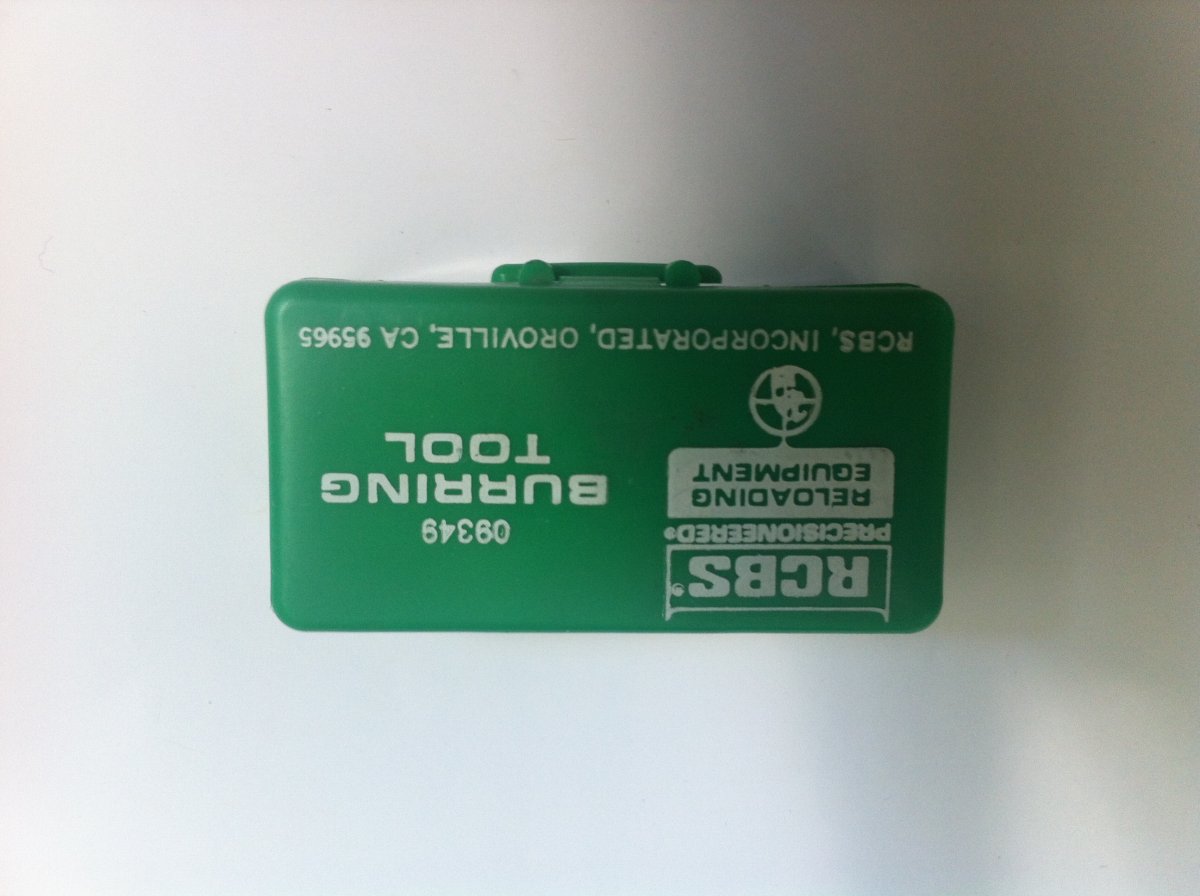 RCBS®
PRECISIONEERED®
RELOADING
EQUIPMENT
09349
BURRING
TOOL
RCBS, INCORPORATED, OROVILLE, CA 95965